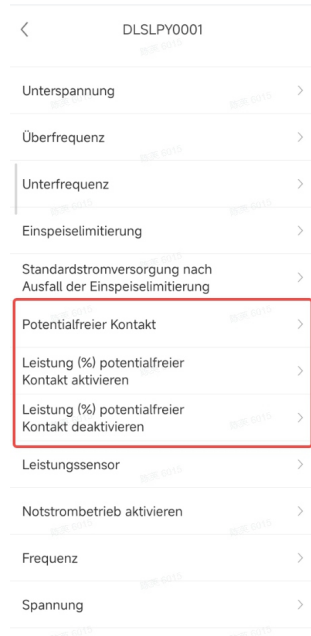 DLSLPY0001
Unterspannung
Überfrequenz
Unterfrequenz
Einspeiselimitierung
Standardstromversorgung nach
Ausfall der Einspeiselimitierung
Potentialfreier Kontakt
Leistung (%) potentialfreier
Kontakt aktivieren
Leistung (%) potentialfreier
Kontakt deaktivieren
Leistungssensor
Notstrombetrieb aktivieren
Frequenz
Spannung